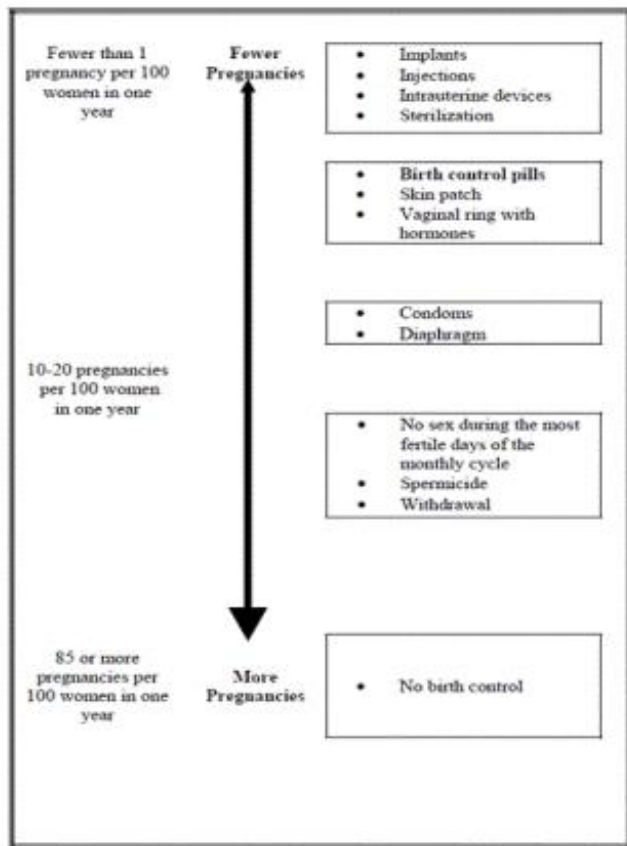 Fewer than 1
pregnancy per 100
women in one
year
Fewer
Pregnancies
• Implants
• Injections
• Intrauterine devices
• Sterilization
• Birth control pills
• Skin patch
• Vaginal ring with
hormones
• Condoms
• Diaphragm
10-20 pregnancies
per 100 women
in one year
• No sex during the most
fertile days of the
monthly cycle
• Spermicide
• Withdrawal
85 or more
pregnancies per
100 women in one
year
More
Pregnancies
• No birth control